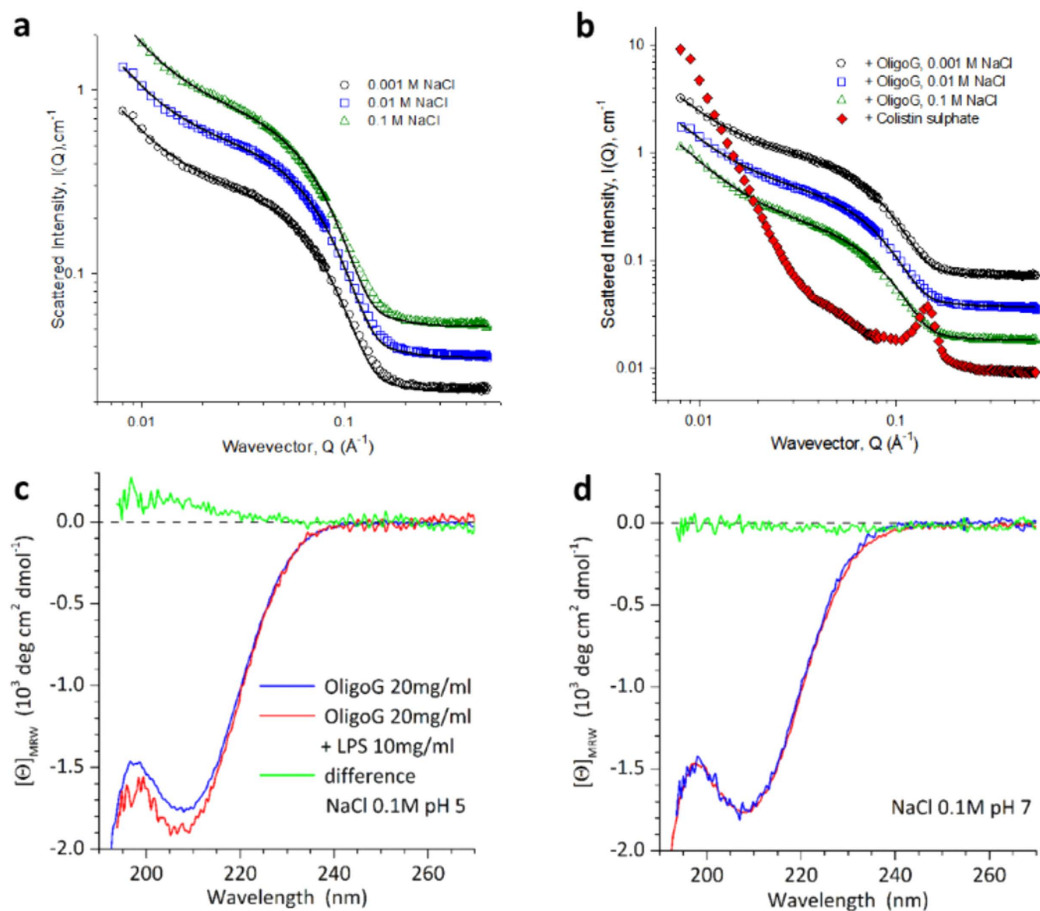 a
Scattered Intensity, I(Q), cm⁻¹
1
0.1
0.01
0.1
Wavevector, Q (Å⁻¹)
0.001 M NaCl
0.01 M NaCl
0.1 M NaCl
b
Scattered Intensity, I(Q), cm⁻¹
10
1
0.1
0.01
0.01
0.1
Wavevector, Q (Å⁻¹)
+ OligoG, 0.001 M NaCl
+ OligoG, 0.01 M NaCl
+ OligoG, 0.1 M NaCl
+ Colistin sulphate
c
[Θ]MRW (10³ deg cm² dmol⁻¹)
0.0
-0.5
-1.0
-1.5
-2.0
OligoG 20mg/ml
OligoG 20mg/ml
+ LPS 10mg/ml
difference
NaCl 0.1M pH 5
200 220 240 260
Wavelength (nm)
d
[Θ]MRW (10³ deg cm² dmol⁻¹)
0.0
-0.5
-1.0
-1.5
-2.0
NaCl 0.1M pH 7
200 220 240 260
Wavelength (nm)